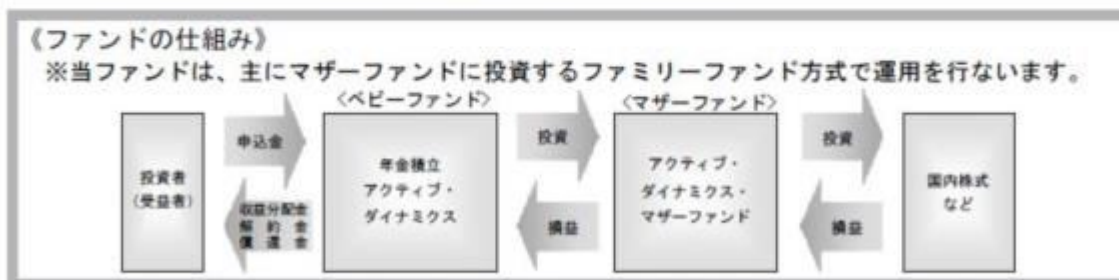 《ファンドの仕組み》
※当ファンドは、主にマザーファンドに投資するファミリーファンド方式で運用を行ないます。
〈ベビーファンド〉
〈マザーファンド〉
投資者
(受益者)
申込金
収益分配金
解約金
償還金
年金積立
アクティブ・
ダイナミクス
投資
損益
アクティブ・
ダイナミクス・
マザーファンド
投資
損益
国内株式
など